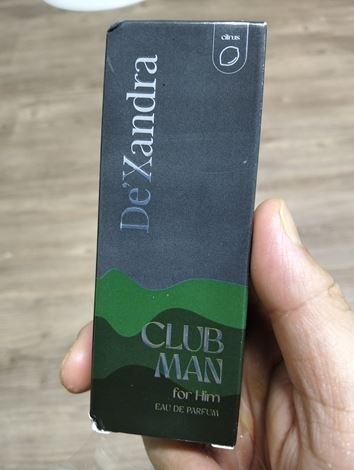 citrus
De'Xandra
CLUB
MAN
for Him
EAU DE PARFUM